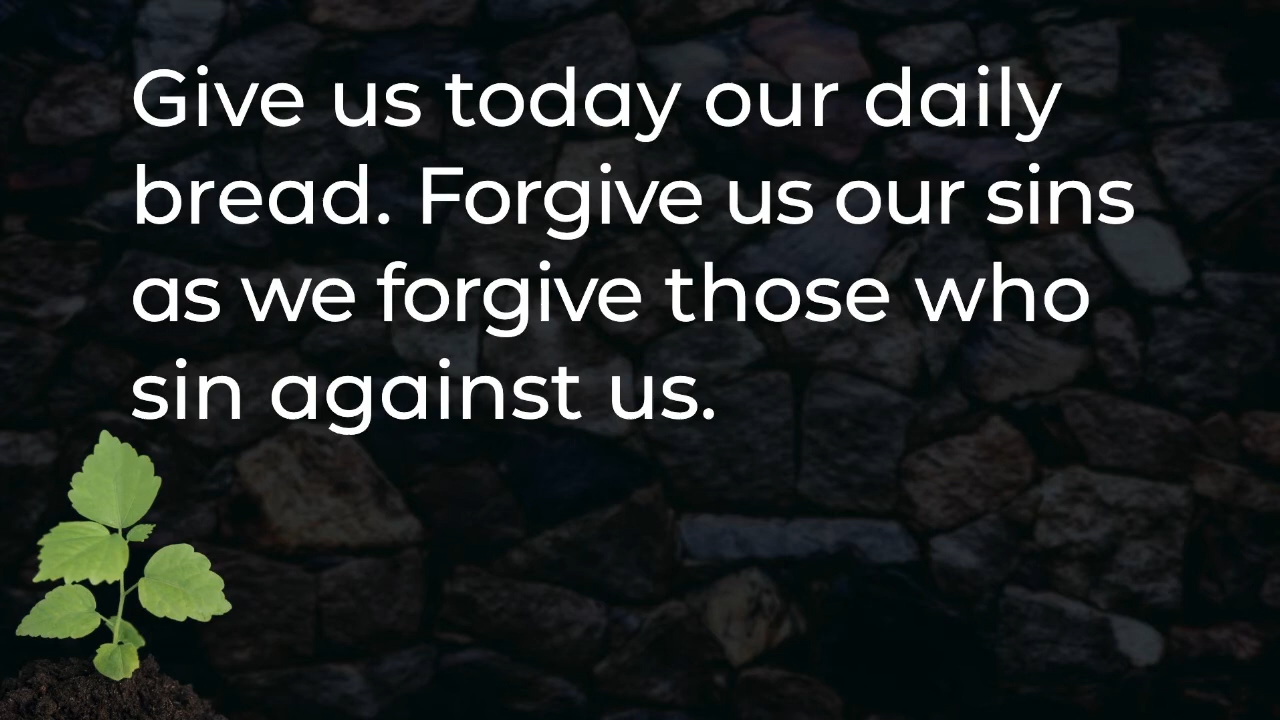 Give us today our daily
bread. Forgive us our sins
as we forgive those who
sin against us.